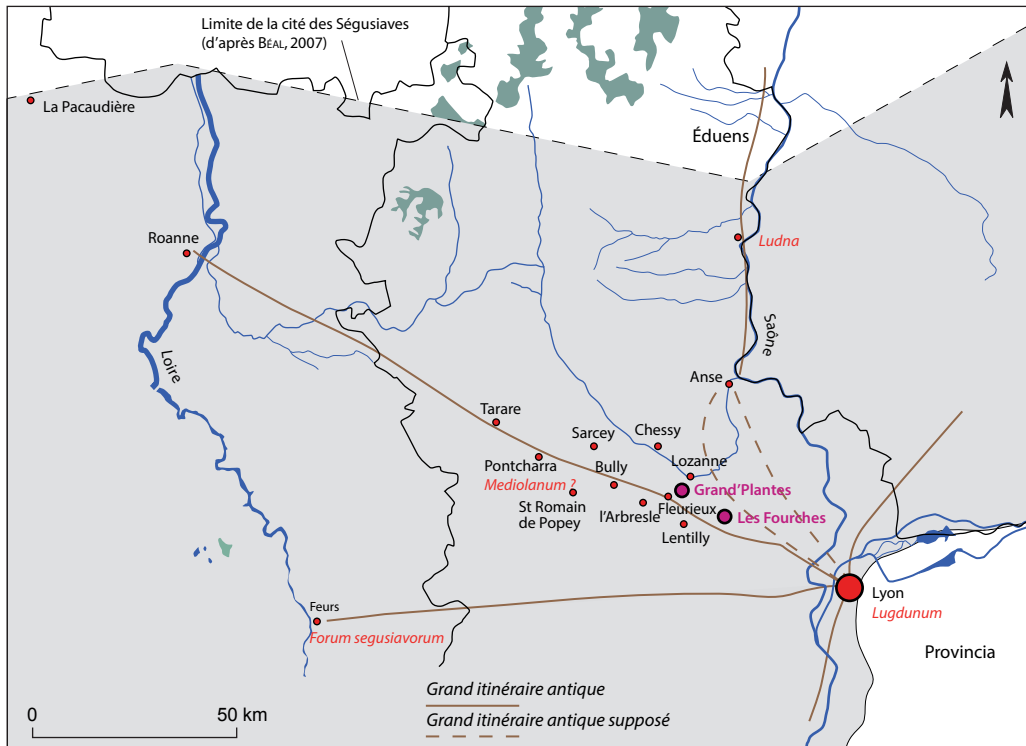 Limite de la cité des Ségusiaves
(d'après BÉAL, 2007)
La Pacaudière
Éduens
Roanne
Ludna
Loire
Saône
Anse
Tarare
Sarcey
Chessy
Pontcharra
Mediolanum ?
Bully
Lozanne
Grand'Plantes
St Romain
de Popey
l'Arbresle
Fleurieux
Les Fourches
Lentilly
Feurs
Forum segusiavorum
Lyon
Lugdunum
Provincia
Grand itinéraire antique
Grand itinéraire antique supposé
0 50 km